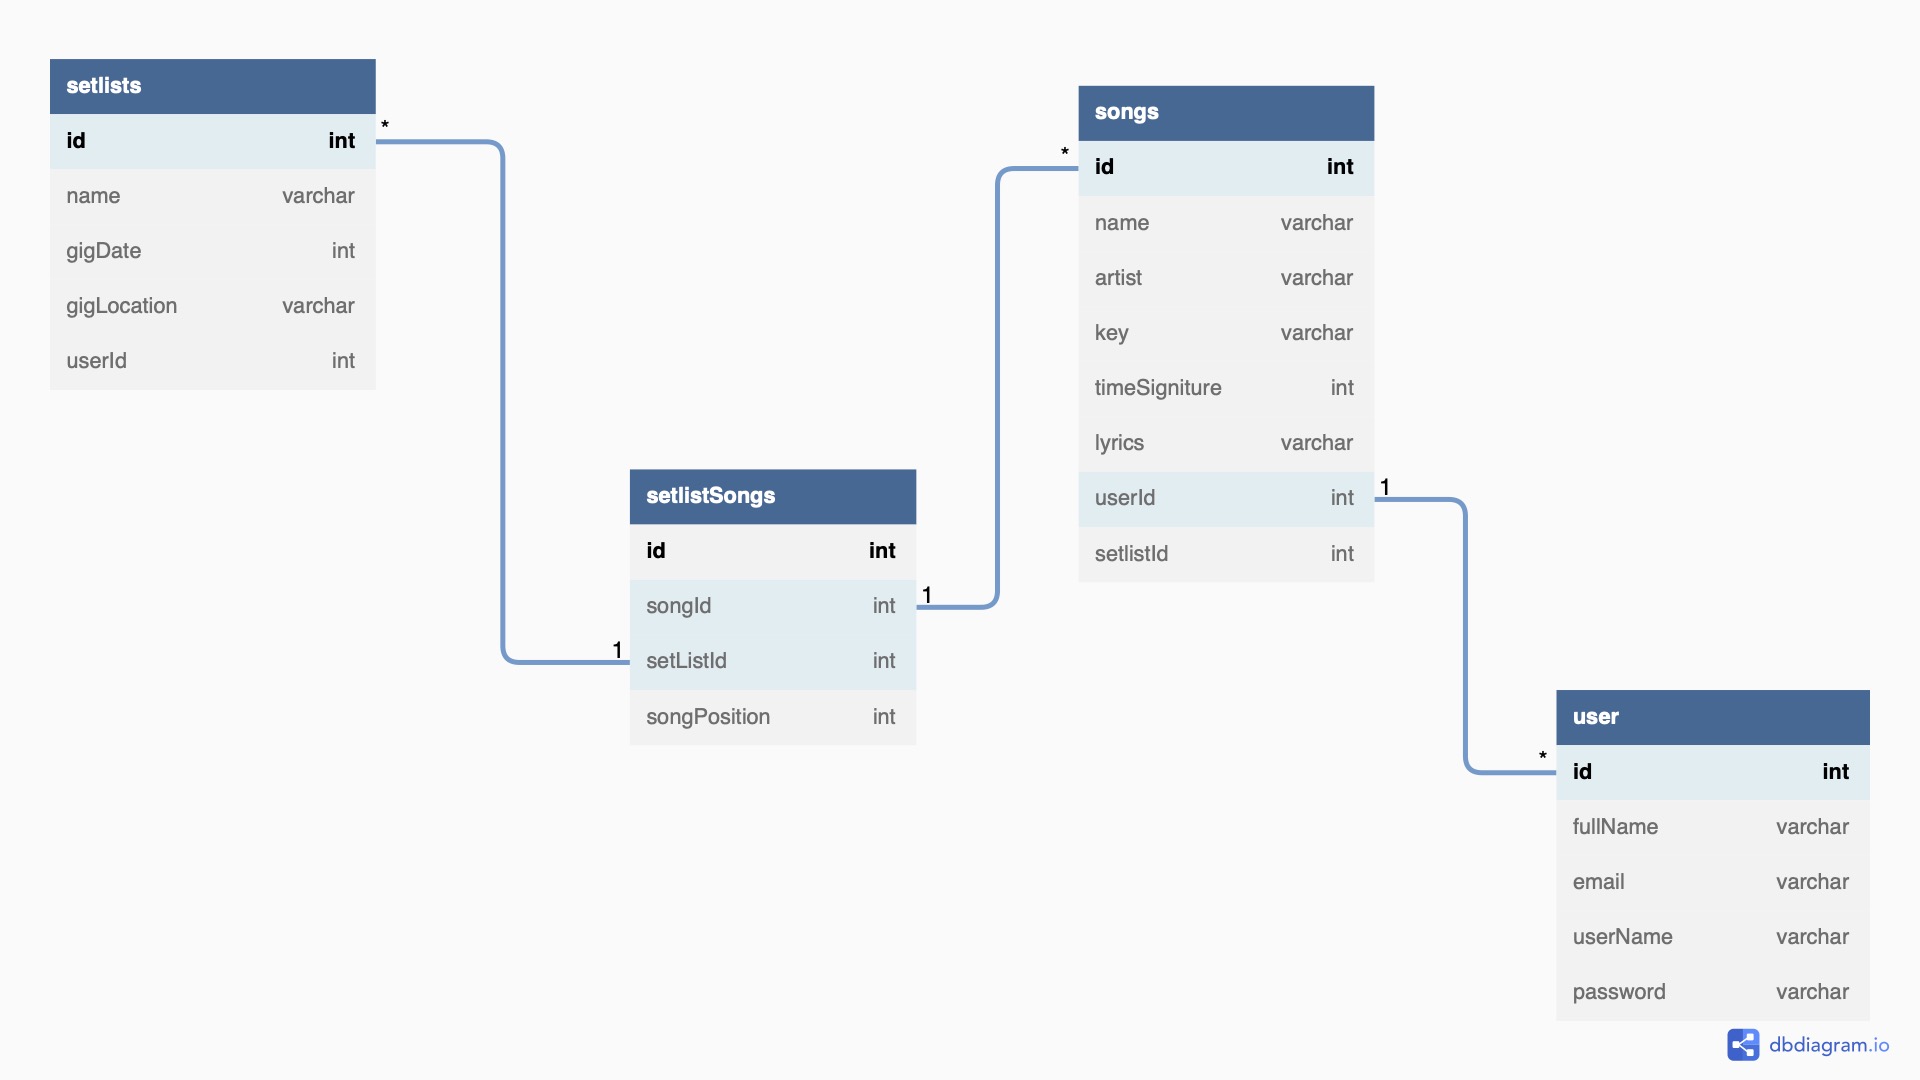 setlists
id int
name varchar
gigDate int
gigLocation varchar
userId int
*
songs
* id int
name varchar
artist varchar
key varchar
timeSigniture int
lyrics varchar
userId int 1
setlistId int
setlistSongs
id int
songId int 1
1 setListId int
songPosition int
user
* id int
fullName varchar
email varchar
userName varchar
password varchar
dbdiagram.io